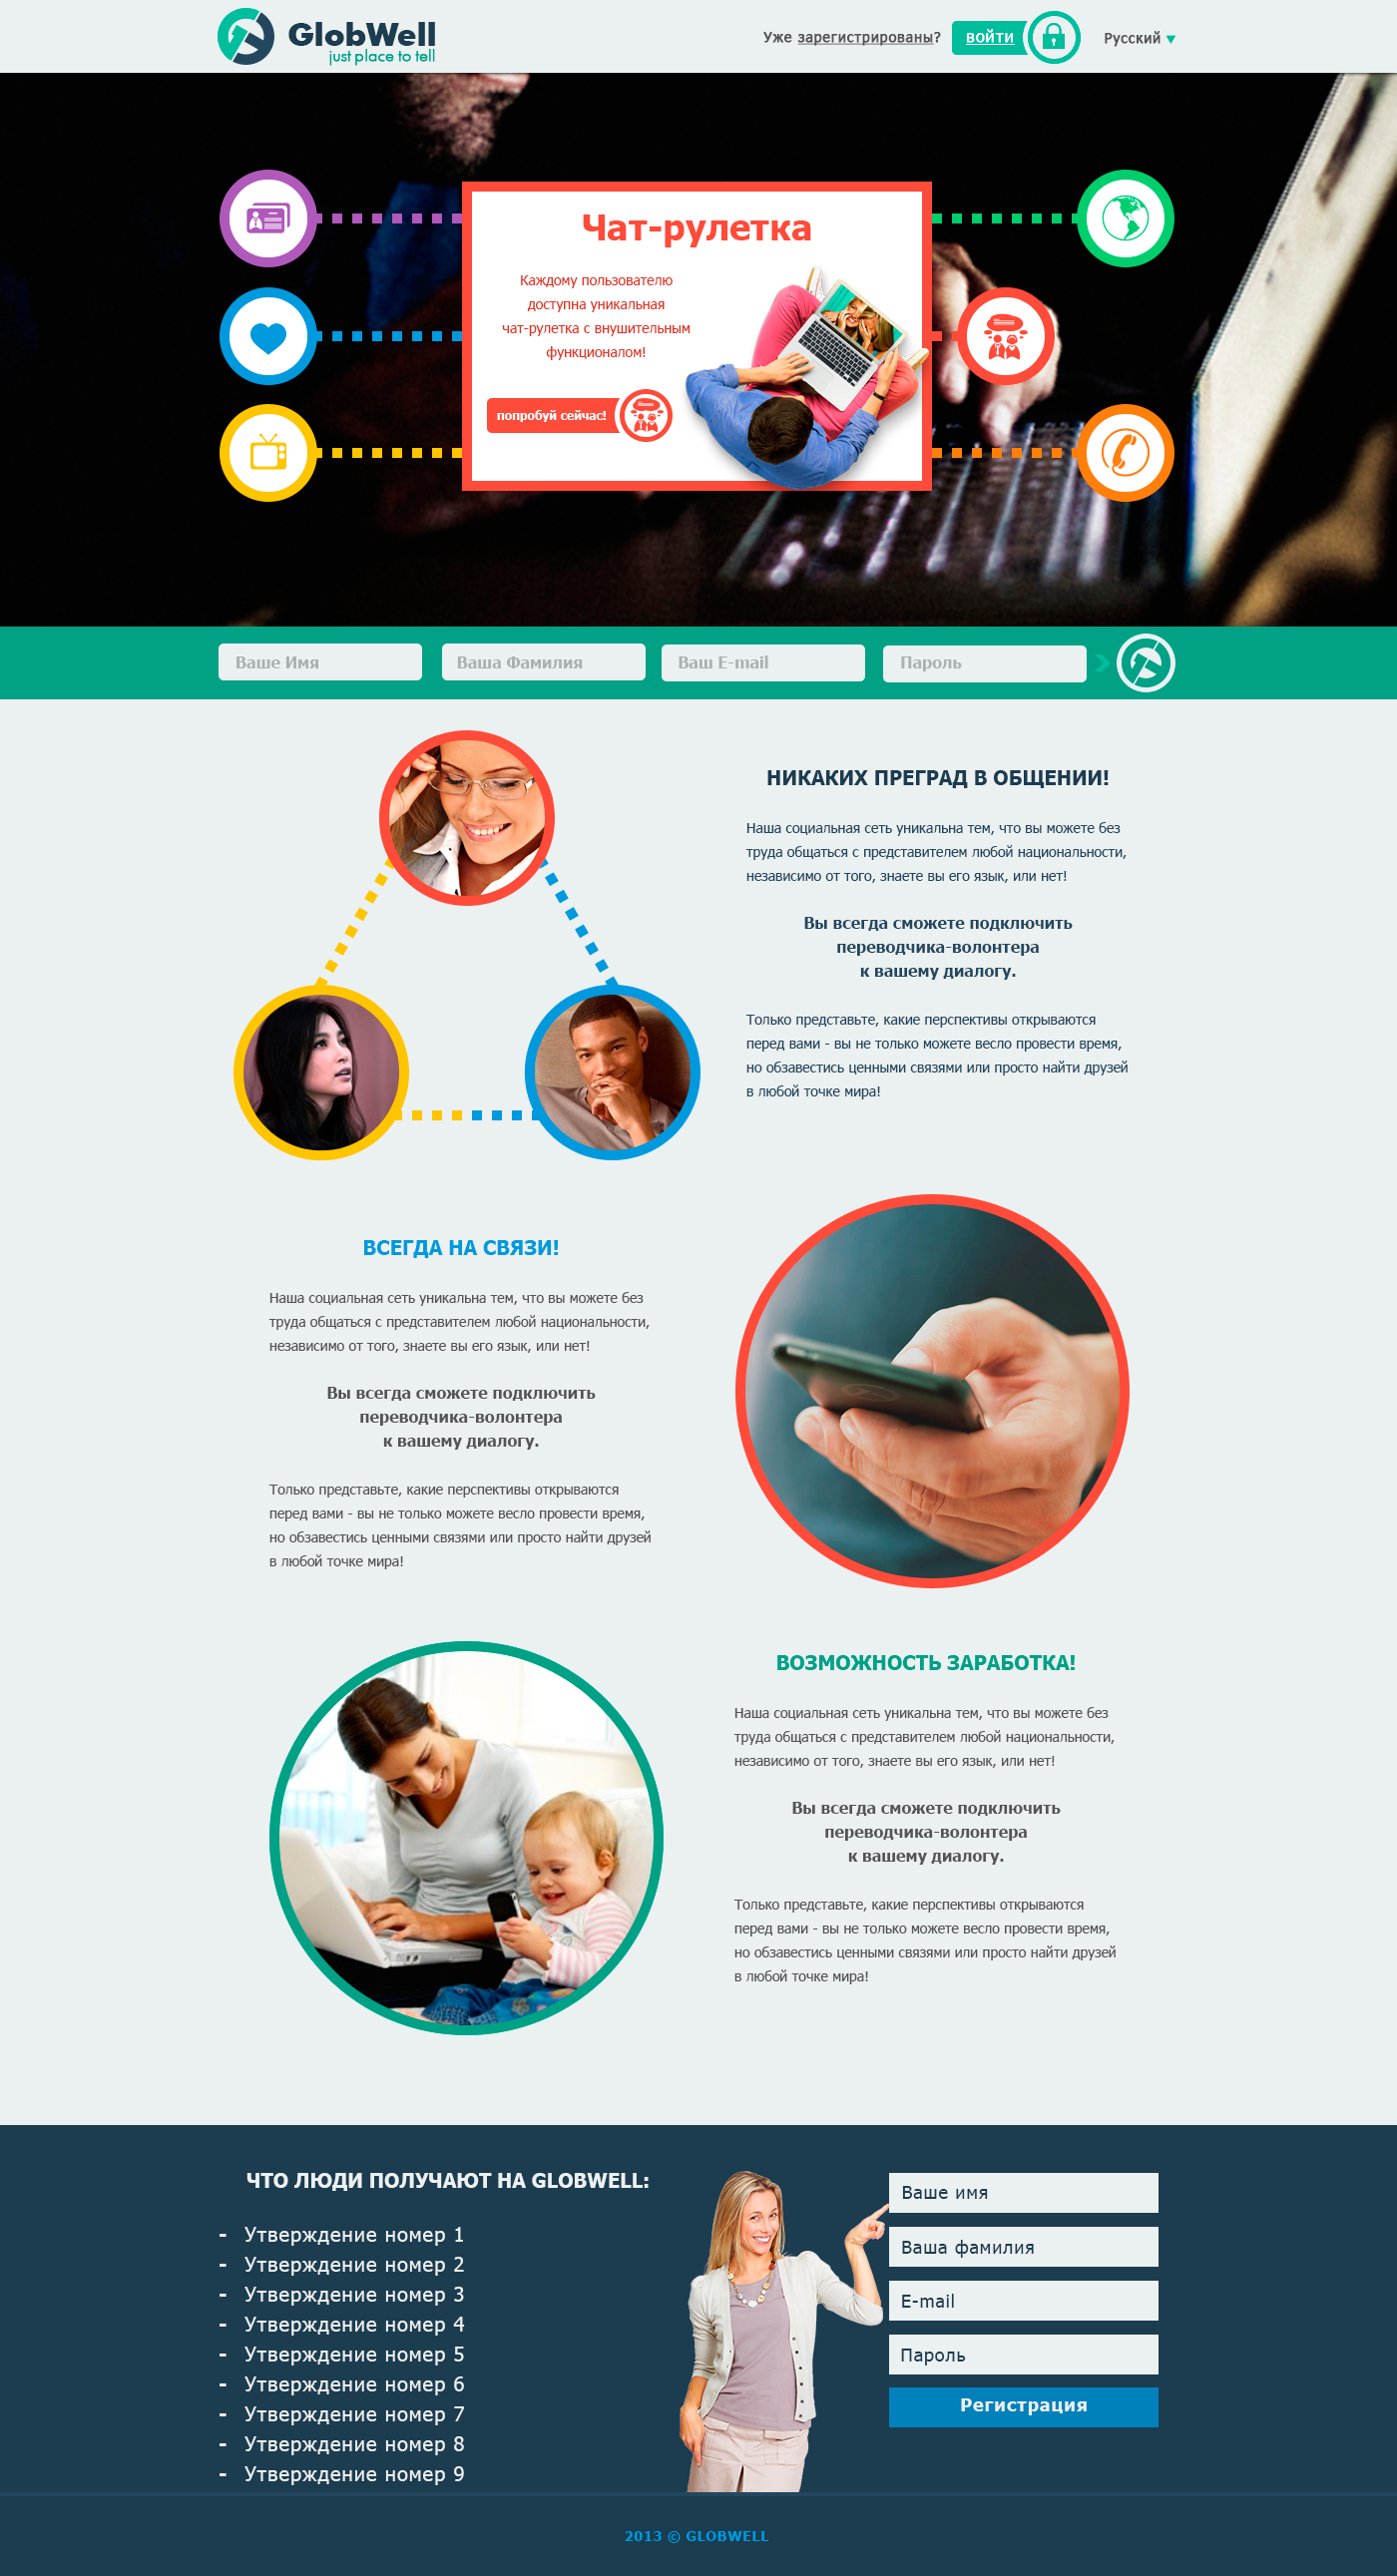 GlobWell
just place to tell
Уже зарегистрированы?
ВОЙТИ
Русский
Чат-рулетка
Каждому пользователю
доступна уникальная
чат-рулетка с внушительным
функционалом!
попробуй сейчас!
Ваше Имя
Ваша Фамилия
Ваш E-mail
Пароль
НИКАКИХ ПРЕГРАД В ОБЩЕНИИ!
Наша социальная сеть уникальна тем, что вы можете без
труда общаться с представителем любой национальности,
независимо от того, знаете вы его язык, или нет!
Вы всегда сможете подключить
переводчика-волонтера
к вашему диалогу.
Только представьте, какие перспективы открываются
перед вами - вы не только можете весло провести время,
но обзавестись ценными связями или просто найти друзей
в любой точке мира!
ВСЕГДА НА СВЯЗИ!
Наша социальная сеть уникальна тем, что вы можете без
труда общаться с представителем любой национальности,
независимо от того, знаете вы его язык, или нет!
Вы всегда сможете подключить
переводчика-волонтера
к вашему диалогу.
Только представьте, какие перспективы открываются
перед вами - вы не только можете весло провести время,
но обзавестись ценными связями или просто найти друзей
в любой точке мира!
ВОЗМОЖНОСТЬ ЗАРАБОТКА!
Наша социальная сеть уникальна тем, что вы можете без
труда общаться с представителем любой национальности,
независимо от того, знаете вы его язык, или нет!
Вы всегда сможете подключить
переводчика-волонтера
к вашему диалогу.
Только представьте, какие перспективы открываются
перед вами - вы не только можете весло провести время,
но обзавестись ценными связями или просто найти друзей
в любой точке мира!
ЧТО ЛЮДИ ПОЛУЧАЮТ НА GLOBWELL:
- Утверждение номер 1
- Утверждение номер 2
- Утверждение номер 3
- Утверждение номер 4
- Утверждение номер 5
- Утверждение номер 6
- Утверждение номер 7
- Утверждение номер 8
- Утверждение номер 9
Ваше имя
Ваша фамилия
E-mail
Пароль
Регистрация
2013 © GLOBWELL